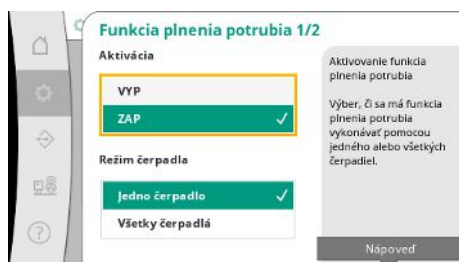 Funkcia plnenia potrubia 1/2
Aktivácia
VYP
ZAP
Režim čerpadla
Jedno čerpadlo
Všetky čerpadlá
Aktivovanie funkcia
plnenia potrubia
Výber, či sa má funkcia
plnenia potrubia
vykonávať pomocou
jedného alebo všetkých
čerpadiel.
Nápoveď